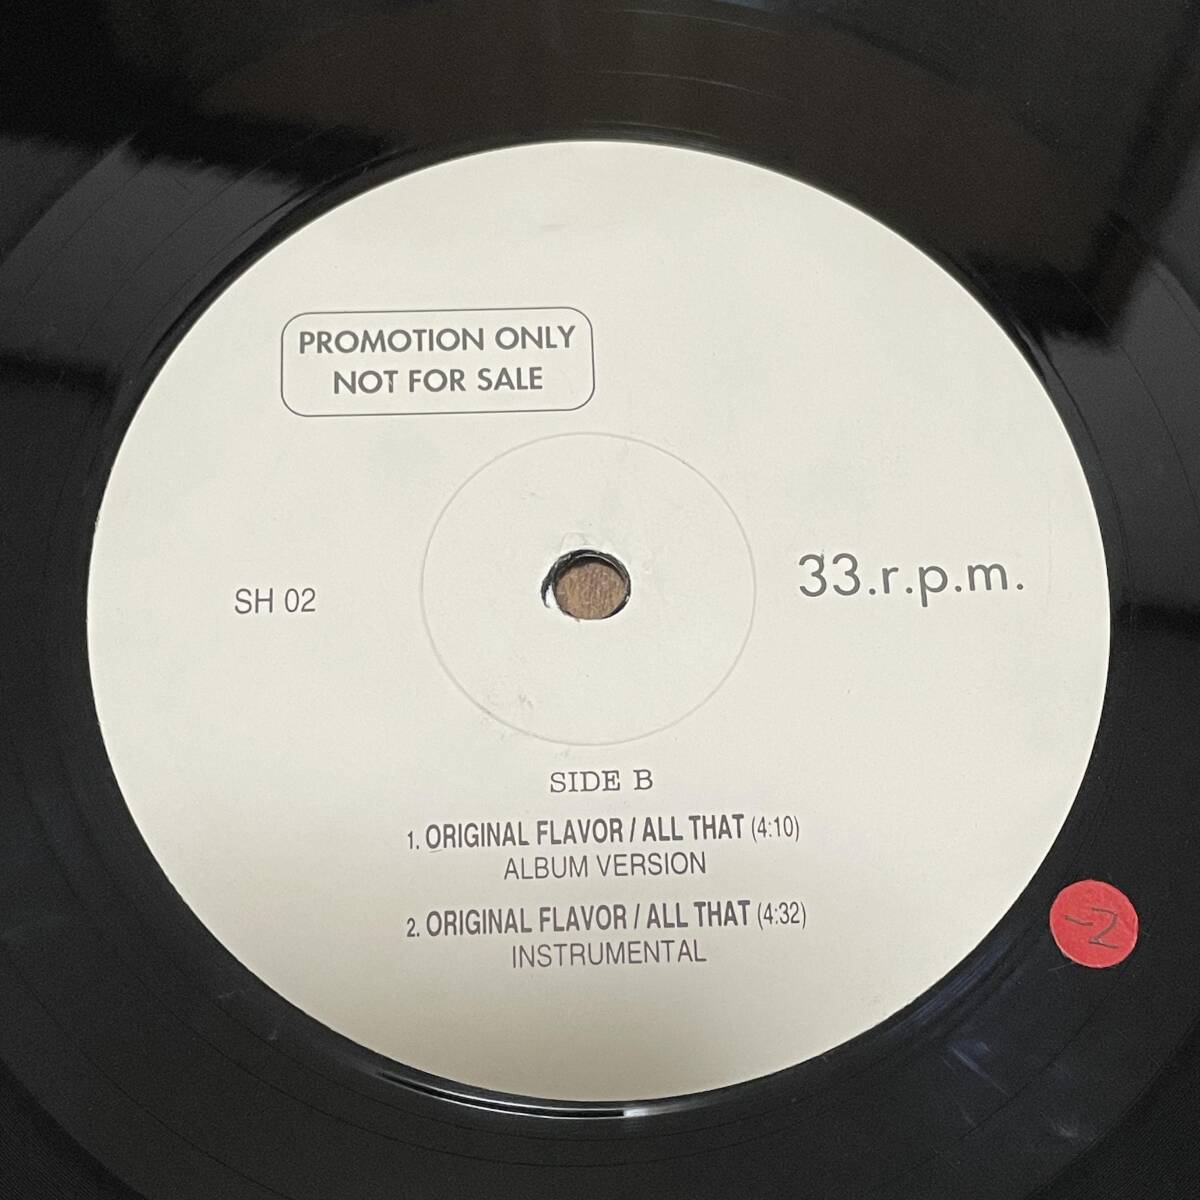 PROMOTION ONLY
NOT FOR SALE
SH 02
33.r.p.m.
SIDE B
1. ORIGINAL FLAVOR / ALL THAT (4:10)
ALBUM VERSION
2. ORIGINAL FLAVOR / ALL THAT (4:32)
INSTRUMENTAL